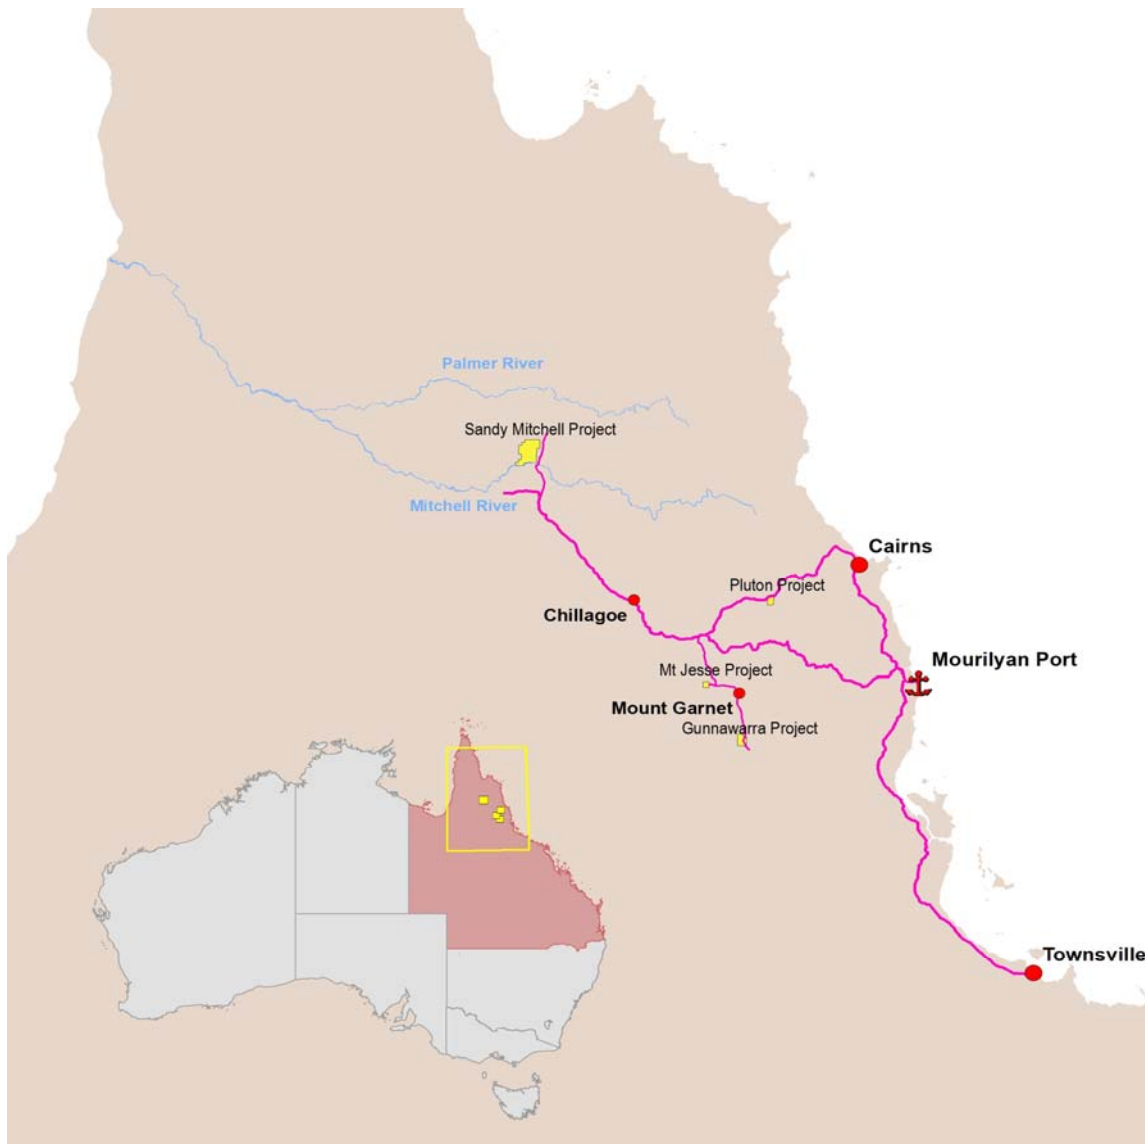 Palmer River
Sandy Mitchell Project
Mitchell River
Cairns
Pluton Project
Chillagoe
Mourilyan Port
Mt Jesse Project
Mount Garnet
Gunnawarra Project
Townsville